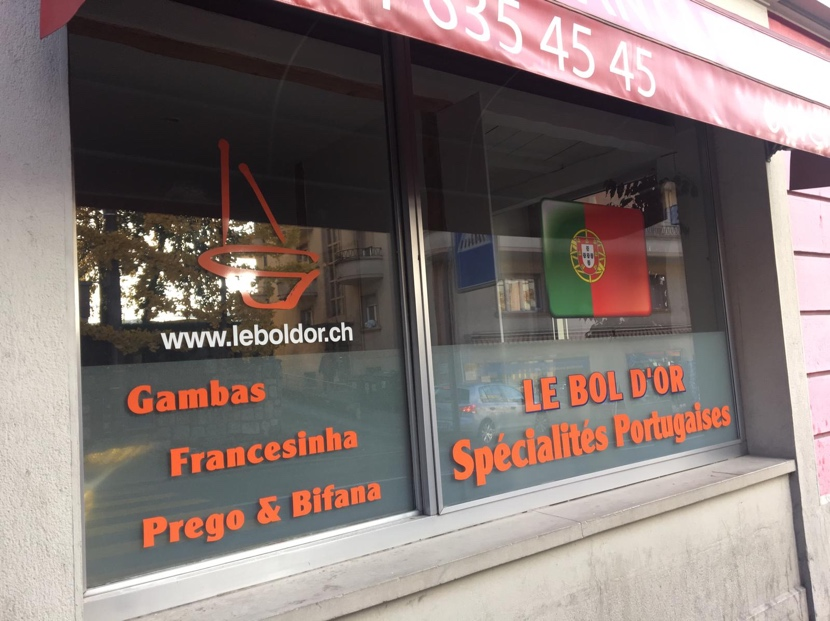 635 45 45
www.leboldor.ch
Gambas
Francesinha
Prego & Bifana
LE BOL D'OR
Spécialités Portugaises